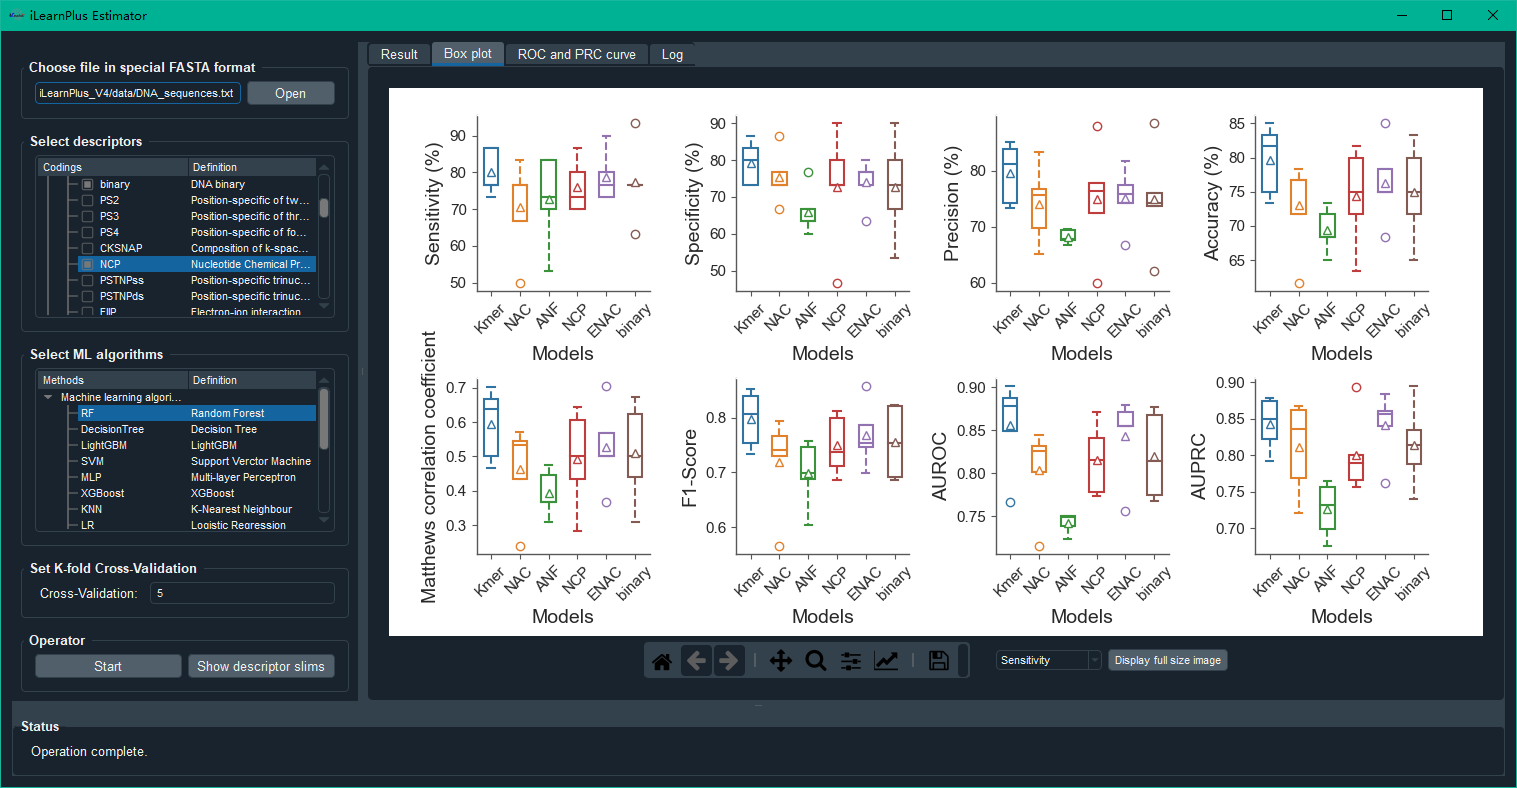 iLearnPlus Estimator
Choose file in special FASTA format
iLearnPlus_V4/data/DNA_sequences.txt Open
Select descriptors
Codings Definition
binary DNA binary
PS2 Position-specific of tw...
PS3 Position-specific of thr...
PS4 Position-specific of fo...
CKSNAP Composition of k-spac...
NCP Nucleotide Chemical Pr...
PSTNPss Position-specific trinuc...
PSTNPds Position-specific trinuc...
EIIP Electron-ion interaction
Select ML algorithms
Methods Definition
Machine learning algori...
RF Random Forest
DecisionTree Decision Tree
LightGBM LightGBM
SVM Support Verctor Machine
MLP Multi-layer Perceptron
XGBoost XGBoost
KNN K-Nearest Neighbour
LR Logistic Regression
Set K-fold Cross-Validation
Cross-Validation: 5
Operator
Start Show descriptor slims
Result Box plot ROC and PRC curve Log
Sensitivity (%)
90
80
70
60
50
Kmer NAC ANF NCP ENAC binary
Models
Specificity (%)
90
80
70
60
50
Kmer NAC ANF NCP ENAC binary
Models
Precision (%)
80
70
60
Kmer NAC ANF NCP ENAC binary
Models
Accuracy (%)
85
80
75
70
65
Kmer NAC ANF NCP ENAC binary
Models
Matthews correlation coefficient
0.7
0.6
0.5
0.4
0.3
Kmer NAC ANF NCP ENAC binary
Models
F1-Score
0.8
0.7
0.6
Kmer NAC ANF NCP ENAC binary
Models
AUROC
0.90
0.85
0.80
0.75
Kmer NAC ANF NCP ENAC binary
Models
AUPRC
0.90
0.85
0.80
0.75
0.70
Kmer NAC ANF NCP ENAC binary
Models
Sensitivity Display full size image
Status
Operation complete.